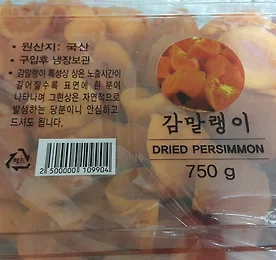 • 원산지: 국산
• 구입후 냉장보관
• 감말랭이 특성상 상온 노출시간이
길어질수록 표면에 흰 분이
나타나며 그현상은 자연적으로
발생하는 당분이니 안심하고
드셔도 됩니다.
감말랭이
DRIED PERSIMMON
750 g
2 500000 109904